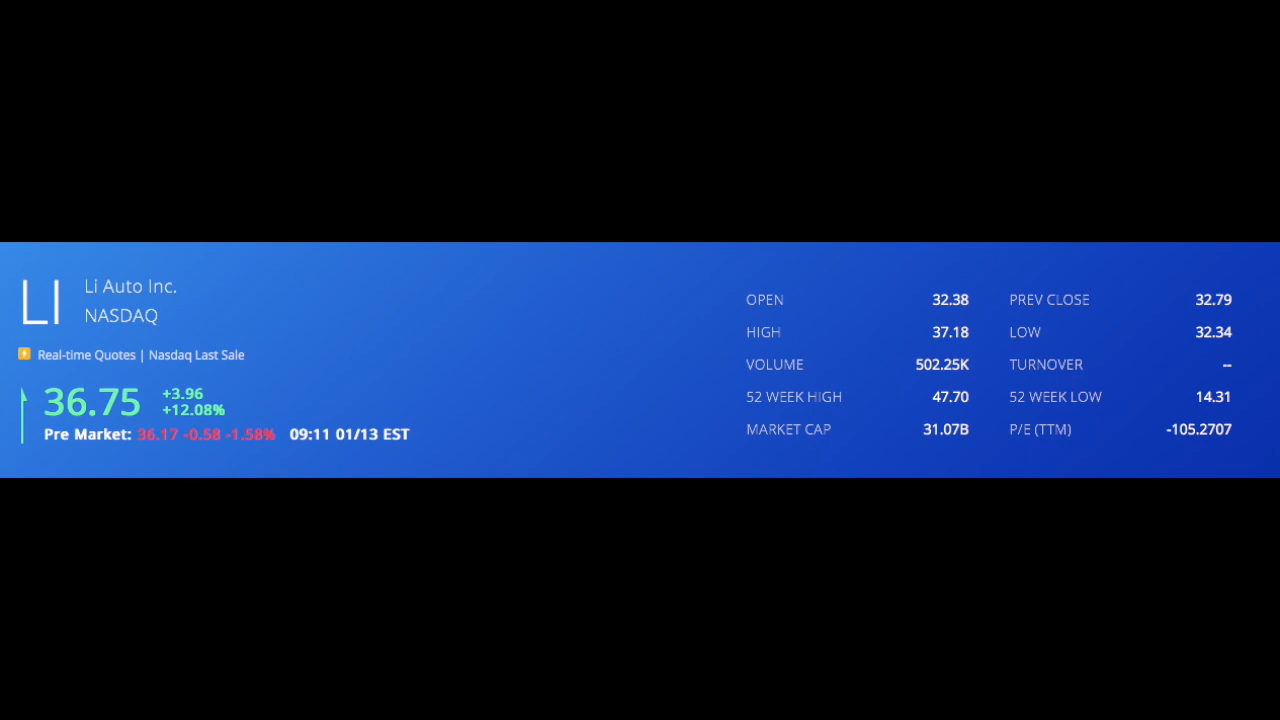 LI
Li Auto Inc.
NASDAQ
Real-time Quotes | Nasdaq Last Sale
36.75
+3.96
+12.08%
Pre Market: 36.17 -0.58 -1.58% 09:11 01/13 EST
OPEN 32.38 PREV CLOSE 32.79
HIGH 37.18 LOW 32.34
VOLUME 502.25K TURNOVER --
52 WEEK HIGH 47.70 52 WEEK LOW 14.31
MARKET CAP 31.07B P/E (TTM) -105.2707